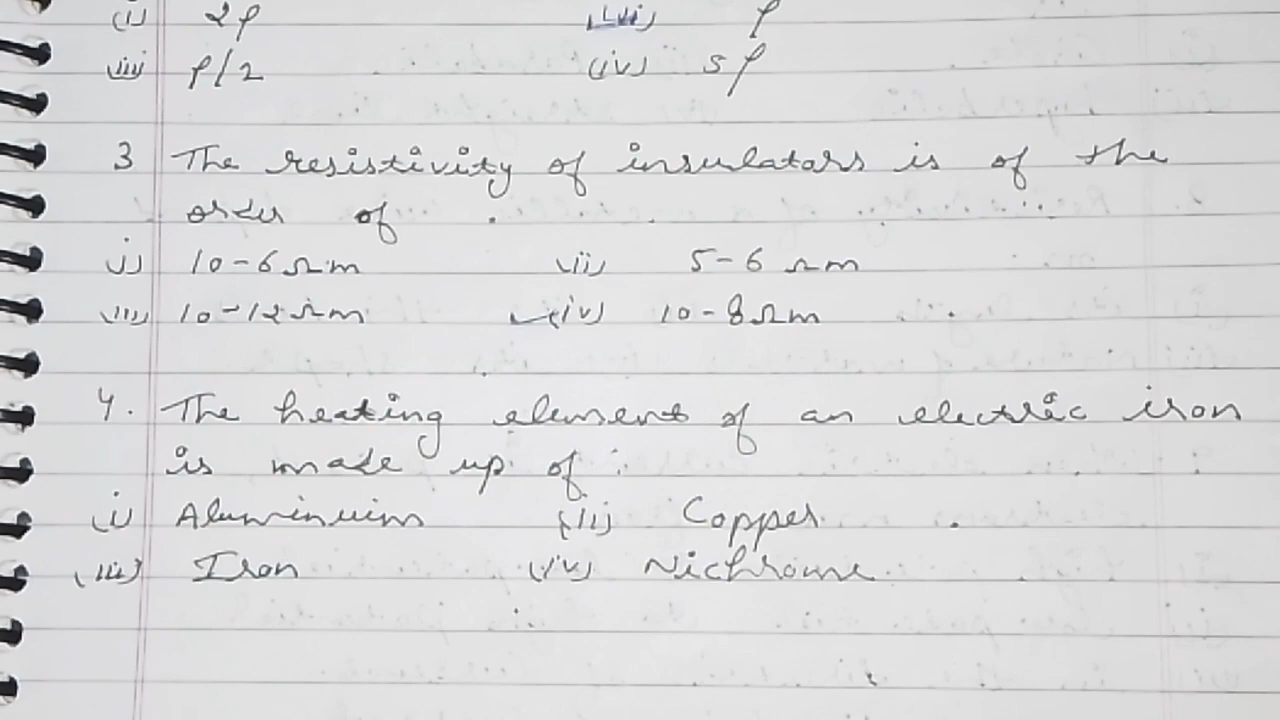 (i) 2ρ (ii) ρ
(iii) ρ/2 (iv) 5ρ
3 The resistivity of insulators is of the
order of .
i) 10-6 Ωm (ii) 5-6 Ωm
(iii) 10-12 Ωm (iv) 10-8 Ωm
4. The heating element of an electric iron
is made up of :
(i) Aluminium (ii) Copper
(iii) Iron (iv) Nichrome